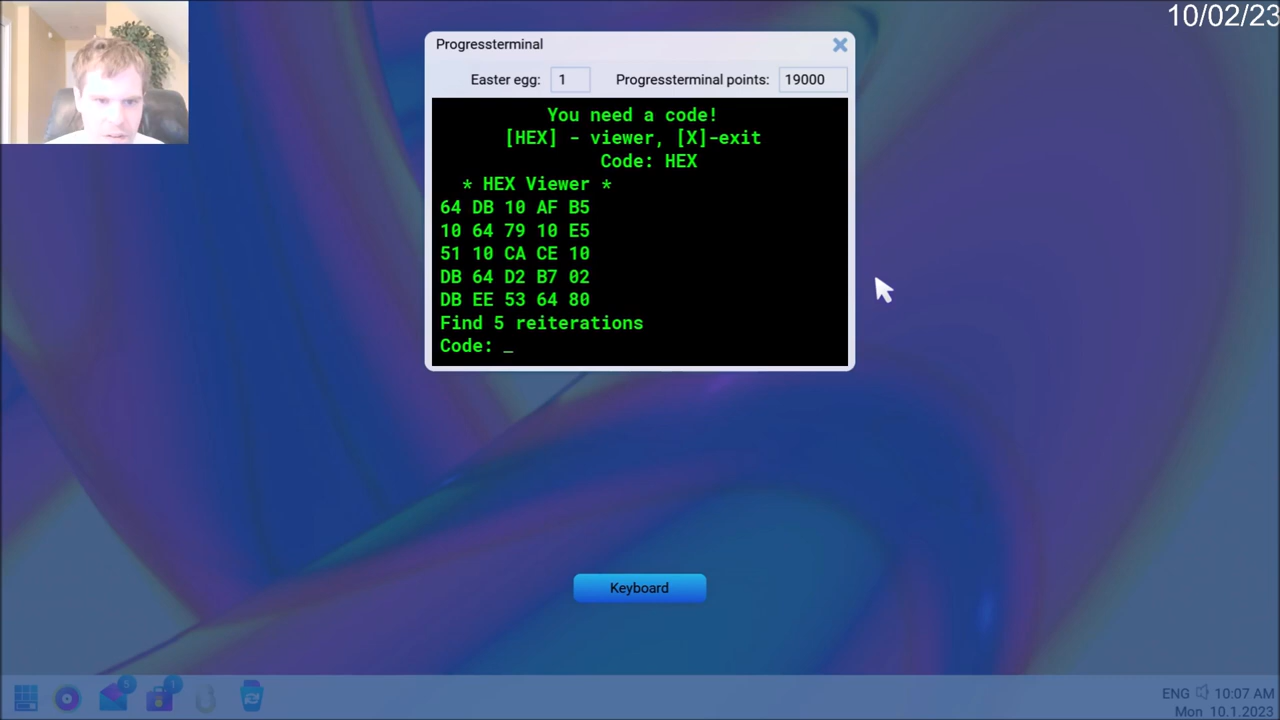 10/02/23
Progressterminal
Easter egg: 1 Progressterminal points: 19000
You need a code!
[HEX] - viewer, [X]-exit
Code: HEX
* HEX Viewer *
64 DB 10 AF B5
10 64 79 10 E5
51 10 CA CE 10
DB 64 D2 B7 02
DB EE 53 64 80
Find 5 reiterations
Code: _
Keyboard
5 1
ENG 10:07 AM
Mon 10.1.2023